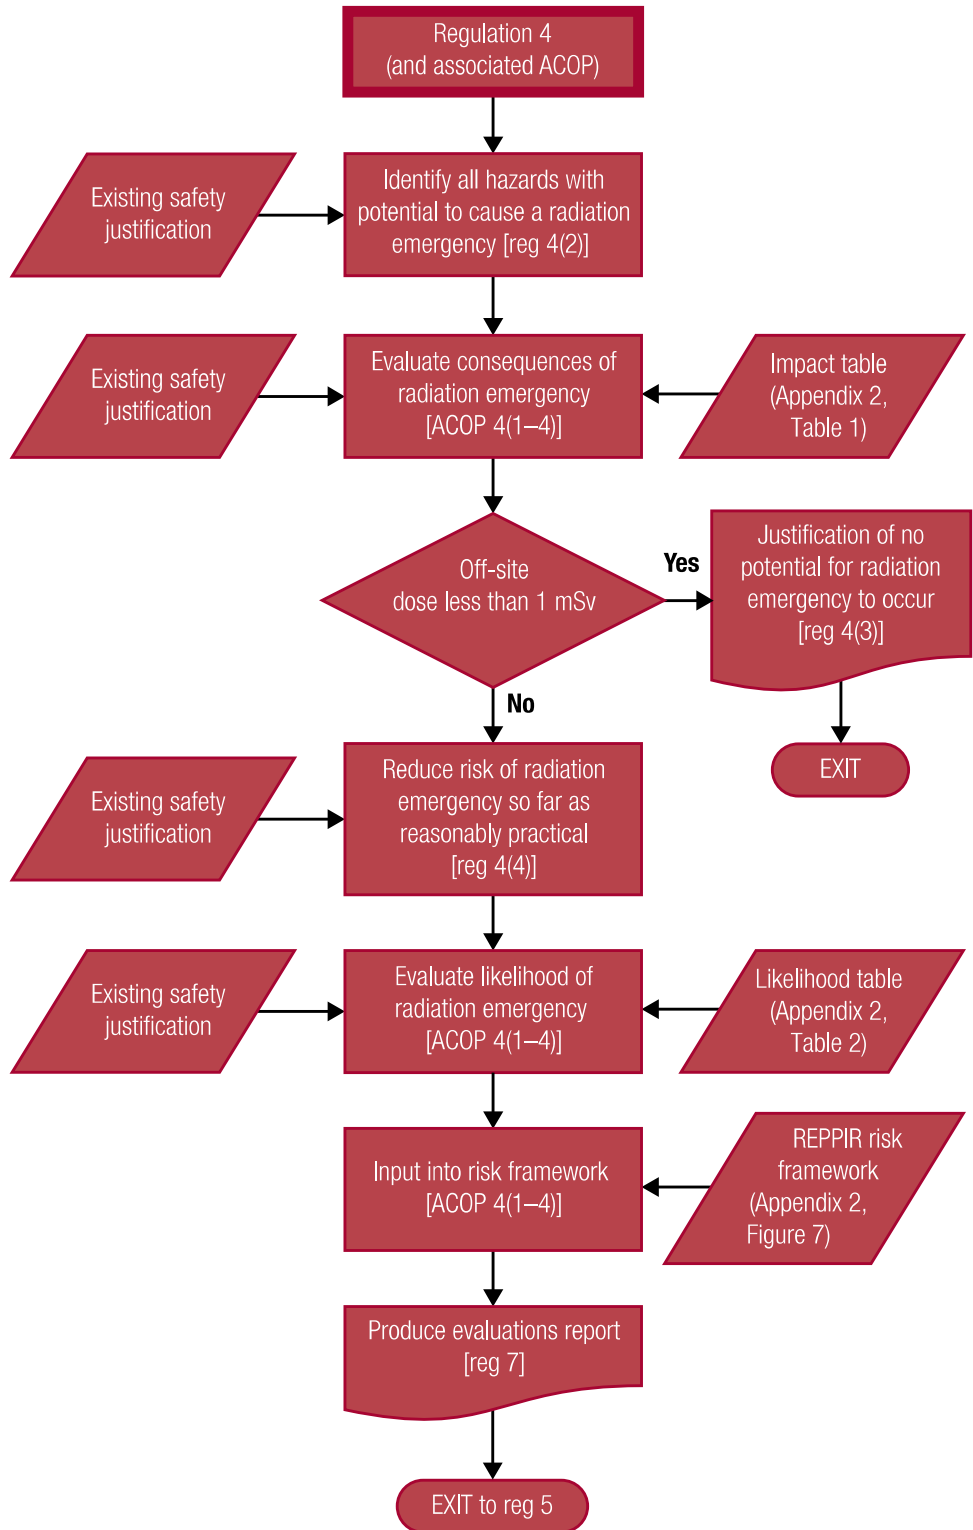 Regulation 4
(and associated ACOP)
Existing safety
justification
Identify all hazards with
potential to cause a radiation
emergency [reg 4(2)]
Existing safety
justification
Evaluate consequences of
radiation emergency
[ACOP 4(1–4)]
Impact table
(Appendix 2,
Table 1)
Off-site
dose less than 1 mSv
Yes
Justification of no
potential for radiation
emergency to occur
[reg 4(3)]
EXIT
No
Existing safety
justification
Reduce risk of radiation
emergency so far as
reasonably practical
[reg 4(4)]
Existing safety
justification
Evaluate likelihood of
radiation emergency
[ACOP 4(1–4)]
Likelihood table
(Appendix 2,
Table 2)
Input into risk framework
[ACOP 4(1–4)]
REPPIR risk
framework
(Appendix 2,
Figure 7)
Produce evaluations report
[reg 7]
EXIT to reg 5